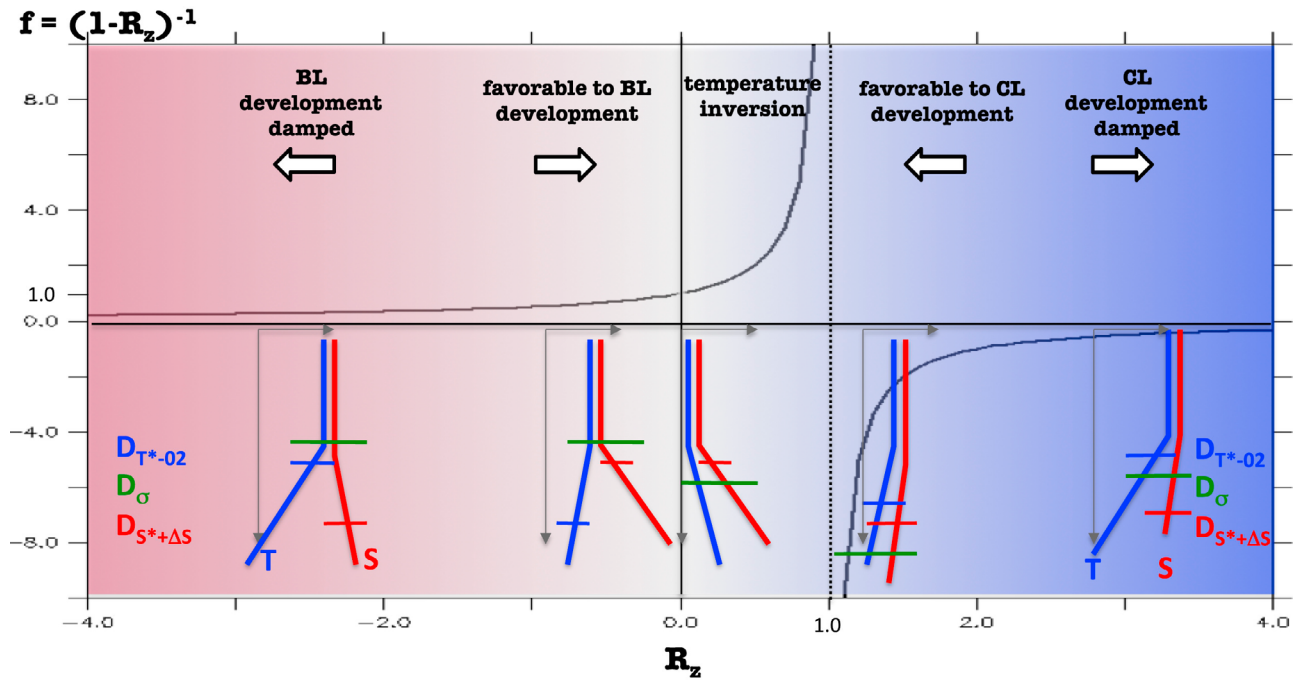 f = (1-Rz)-1
BL
development
damped
favorable to BL
development
temperature
inversion
favorable to CL
development
CL
development
damped
8.0
4.0
1.0
0.0
-4.0
-8.0
DT*-02
Dσ
DS*+ΔS
T
S
DT*-02
Dσ
DS*+ΔS
T
S
-4.0
-2.0
0.0
1.0
2.0
4.0
Rz